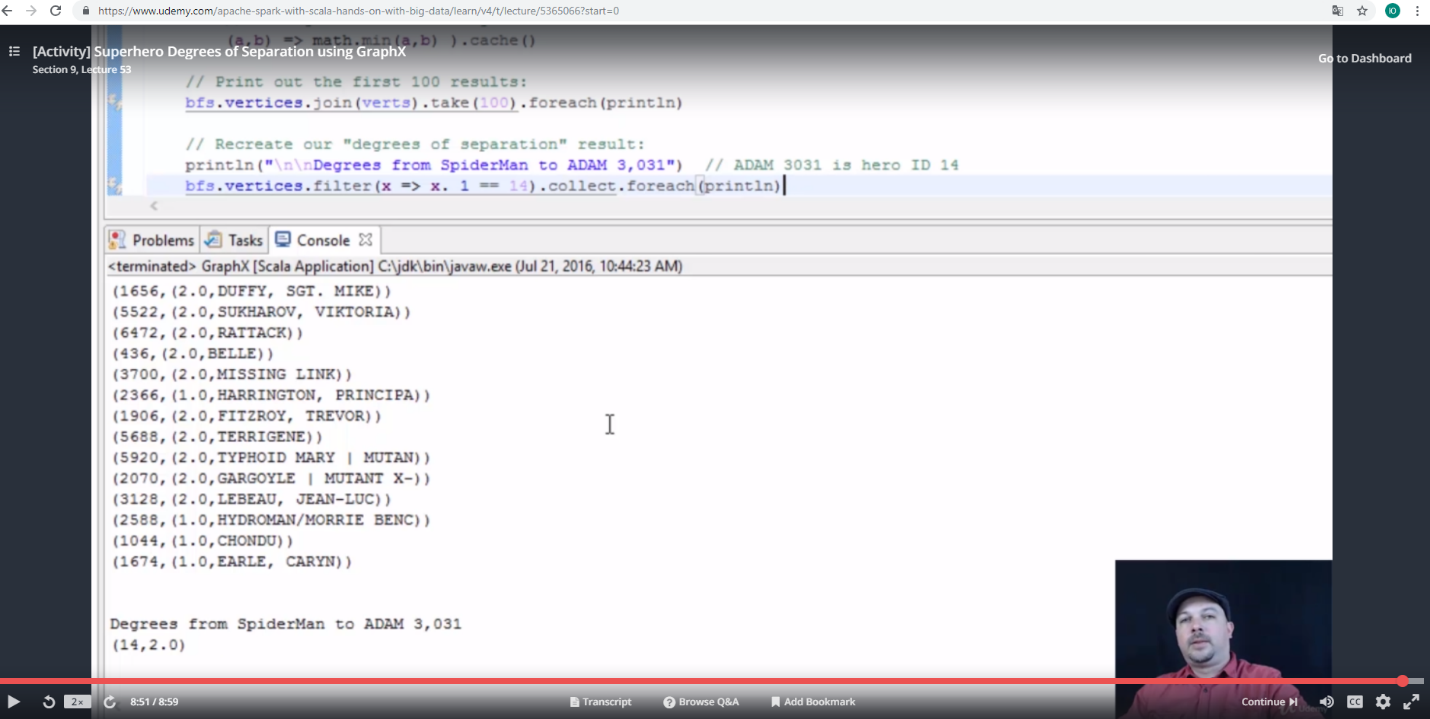 https://www.udemy.com/apache-spark-with-scala-hands-on-with-big-data/learn/v4/t/lecture/5365066?start=0
IO
(a,b) => math.min(a,b) ).cache()
[Activity] Superhero Degrees of Separation using GraphX
Section 9, Lecture 53
Go to Dashboard
// Print out the first 100 results:
bfs.vertices.join(verts).take(100).foreach(println)
// Recreate our "degrees of separation" result:
println("\n\nDegrees from SpiderMan to ADAM 3,031")  // ADAM 3031 is hero ID 14
bfs.vertices.filter(x => x._1 == 14).collect.foreach(println)
Problems Tasks Console
<terminated> GraphX [Scala Application] C:\jdk\bin\javaw.exe (Jul 21, 2016, 10:44:23 AM)
(1656,(2.0,DUFFY, SGT. MIKE))
(5522,(2.0,SUKHAROV, VIKTORIA))
(6472,(2.0,RATTACK))
(436,(2.0,BELLE))
(3700,(2.0,MISSING LINK))
(2366,(1.0,HARRINGTON, PRINCIPA))
(1906,(2.0,FITZROY, TREVOR))
(5688,(2.0,TERRIGENE))
(5920,(2.0,TYPHOID MARY | MUTAN))
(2070,(2.0,GARGOYLE | MUTANT X-))
(3128,(2.0,LEBEAU, JEAN-LUC))
(2588,(1.0,HYDROMAN/MORRIE BENC))
(1044,(1.0,CHONDU))
(1674,(1.0,EARLE, CARYN))
Degrees from SpiderMan to ADAM 3,031
(14,2.0)
2x 8:51 / 8:59 Transcript Browse Q&A Add Bookmark Continue CC